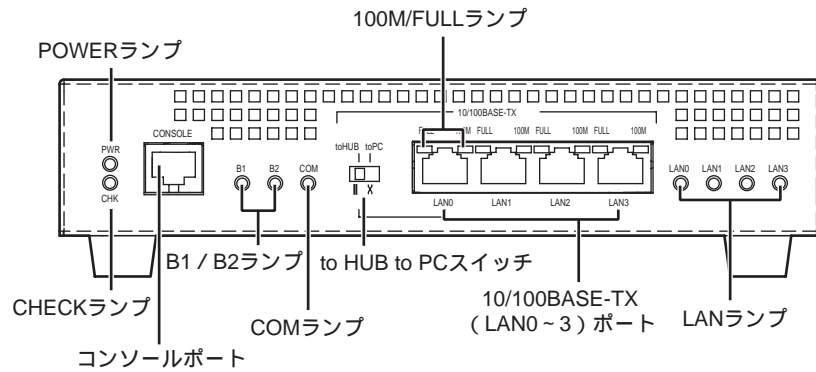 100M/FULLランプ
POWERランプ
10/100BASE-TX
PWR
CHK
CONSOLE
B1 B2 COM
toHUB toPC
FULL 100M FULL 100M FULL 100M FULL 100M
LAN0 LAN1 LAN2 LAN3
LAN0 LAN1 LAN2 LAN3
B1 / B2ランプ
to HUB to PCスイッチ
CHECKランプ
COMランプ
10/100BASE-TX
(LAN0~3)ポート
LANランプ
コンソールポート